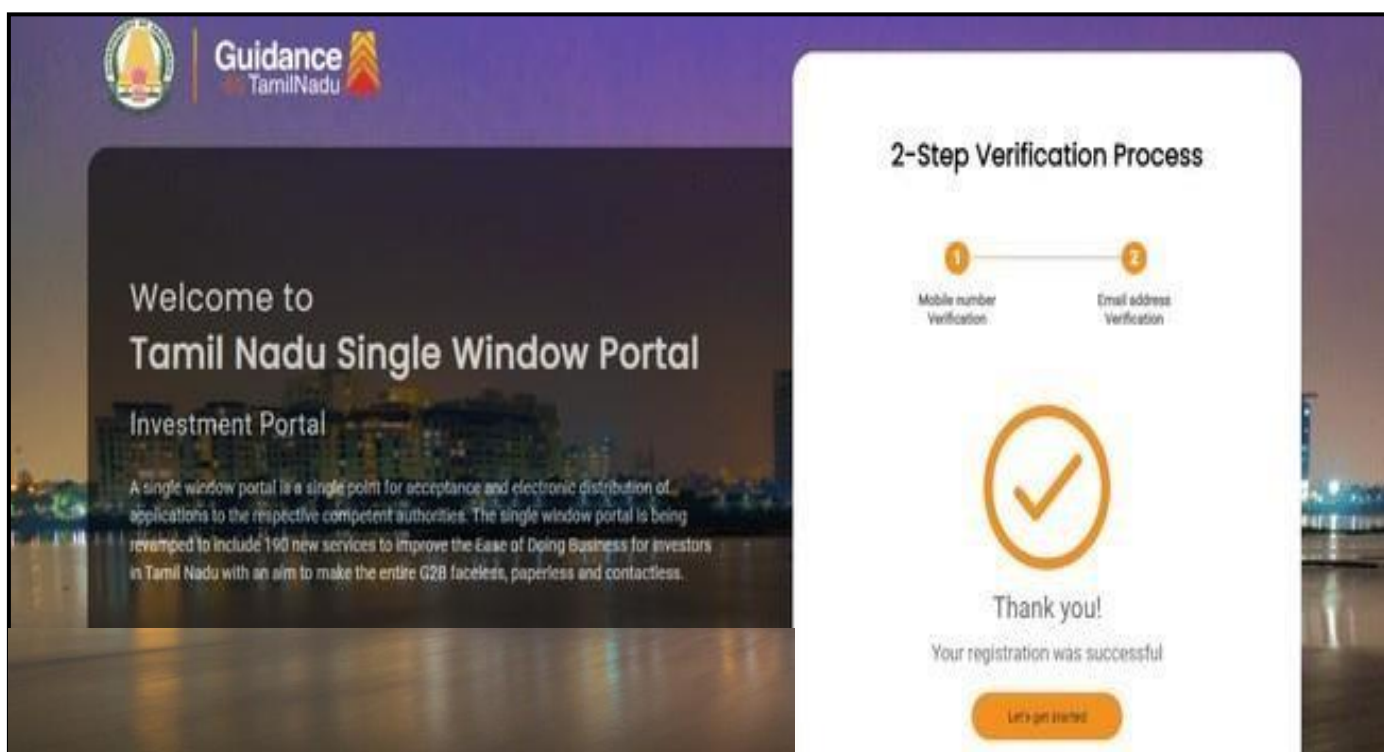 Guidance
TamilNadu
Welcome to
Tamil Nadu Single Window Portal
Investment Portal
A single window portal is a single point for acceptance and electronic distribution of
applications to the respective competent authorities. The single window portal is being
revamped to include 190 new services to improve the Ease of Doing Business for investors
in Tamil Nadu with an aim to make the entire G2B faceless, paperless and contactless.
2-Step Verification Process
1
2
Mobile number
Verification
Email address
Verification
Thank you!
Your registration was successful
Let's get started